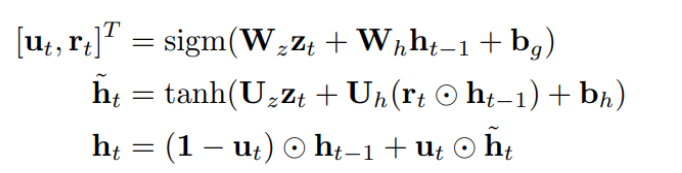 [u_t, r_t]^T = sigm(W_z z_t + W_h h_{t−1} + b_g)
h̃_t = tanh(U_z z_t + U_h(r_t ⊙ h_{t−1}) + b_h)
h_t = (1 − u_t) ⊙ h_{t−1} + u_t ⊙ h̃_t